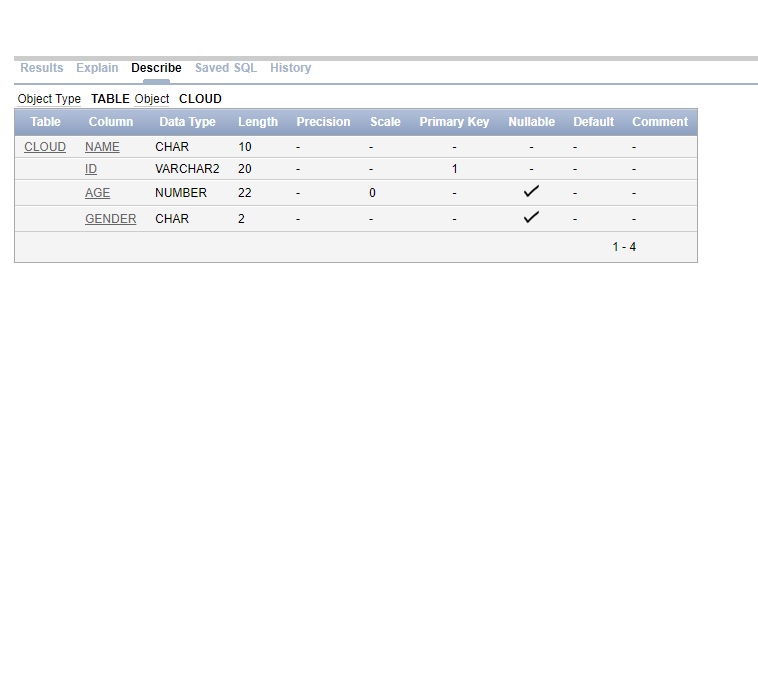 Results Explain Describe Saved SQL History
Object Type TABLE Object CLOUD
Table Column Data Type Length Precision Scale Primary Key Nullable Default Comment
CLOUD NAME CHAR 10 - - - - - -
ID VARCHAR2 20 - - 1 - - -
AGE NUMBER 22 - 0 - ✓ - -
GENDER CHAR 2 - - - ✓ - -
1 - 4